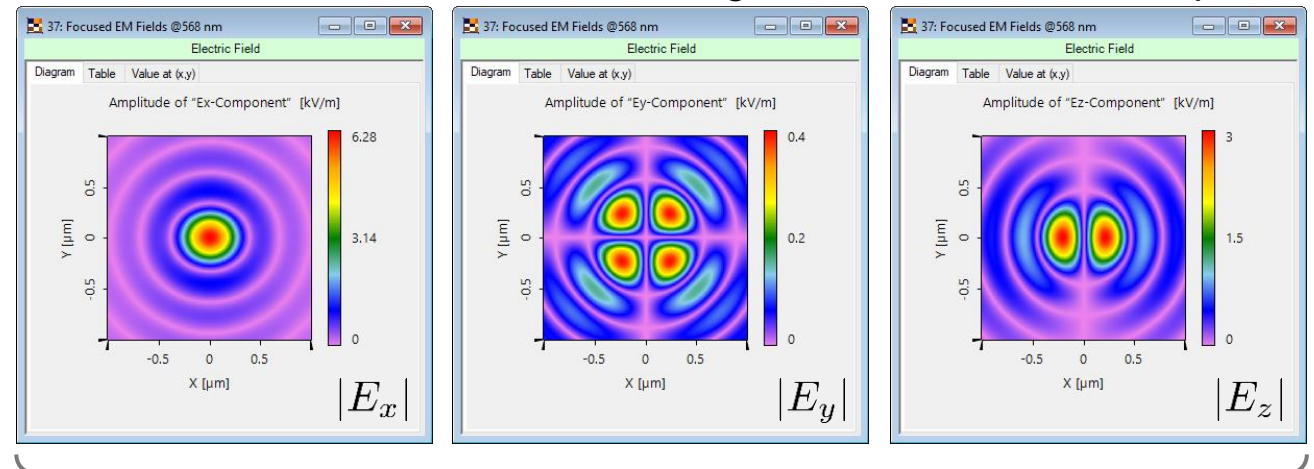 37: Focused EM Fields @568 nm
Electric Field
Diagram Table Value at (x,y)
Amplitude of "Ex-Component" [kV/m]
6.28
3.14
0
0.5
0
-0.5
Y [µm]
-0.5 0 0.5
X [µm]
|E_x|
37: Focused EM Fields @568 nm
Electric Field
Diagram Table Value at (x,y)
Amplitude of "Ey-Component" [kV/m]
0.4
0.2
0
0.5
0
-0.5
Y [µm]
-0.5 0 0.5
X [µm]
|E_y|
37: Focused EM Fields @568 nm
Electric Field
Diagram Table Value at (x,y)
Amplitude of "Ez-Component" [kV/m]
3
1.5
0
0.5
0
-0.5
Y [µm]
-0.5 0 0.5
X [µm]
|E_z|